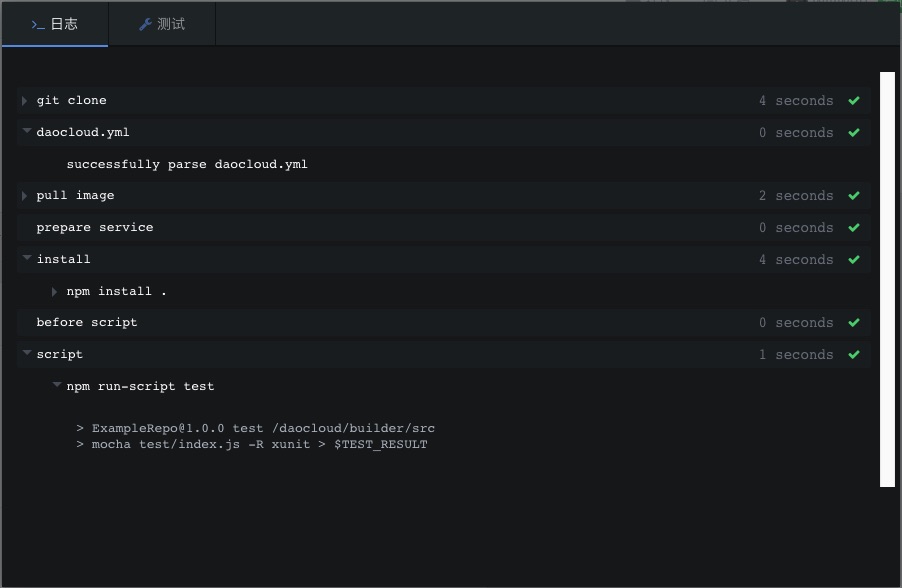 >_ 日志
测试
git clone 4 seconds
daocloud.yml 0 seconds
successfully parse daocloud.yml
pull image 2 seconds
prepare service 0 seconds
install 4 seconds
npm install .
before script 0 seconds
script 1 seconds
npm run-script test
> ExampleRepo@1.0.0 test /daocloud/builder/src
> mocha test/index.js -R xunit > $TEST_RESULT